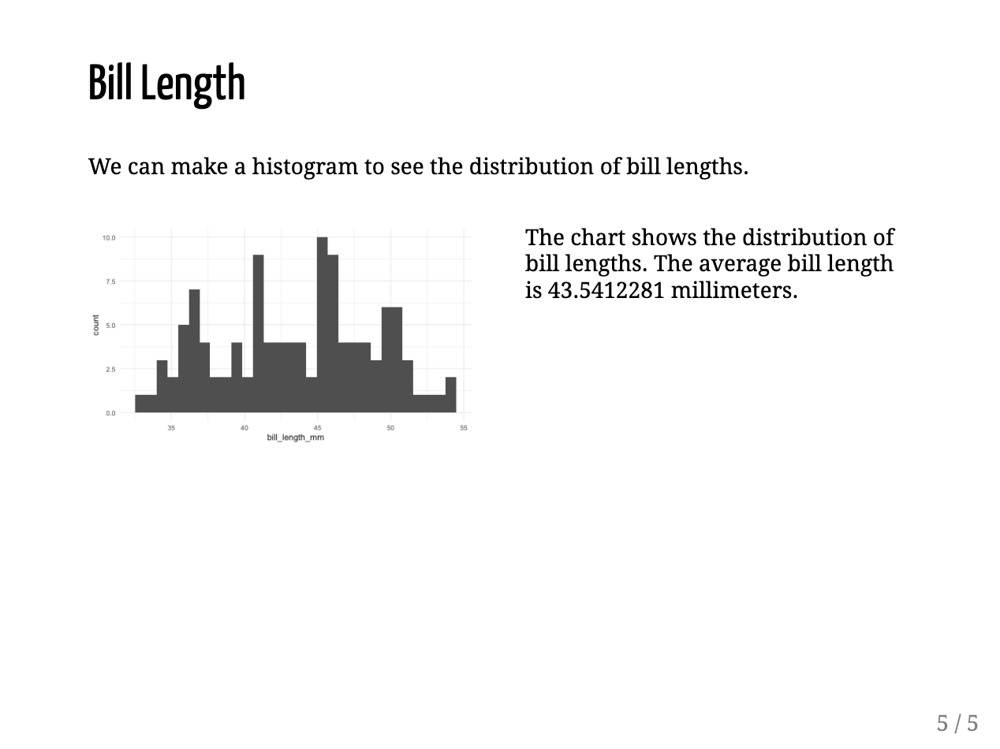 Bill Length
We can make a histogram to see the distribution of bill lengths.
The chart shows the distribution of
bill lengths. The average bill length
is 43.5412281 millimeters.
10.0
7.5
5.0
2.5
0.0
count
35 40 45 50 55
bill_length_mm
5 / 5